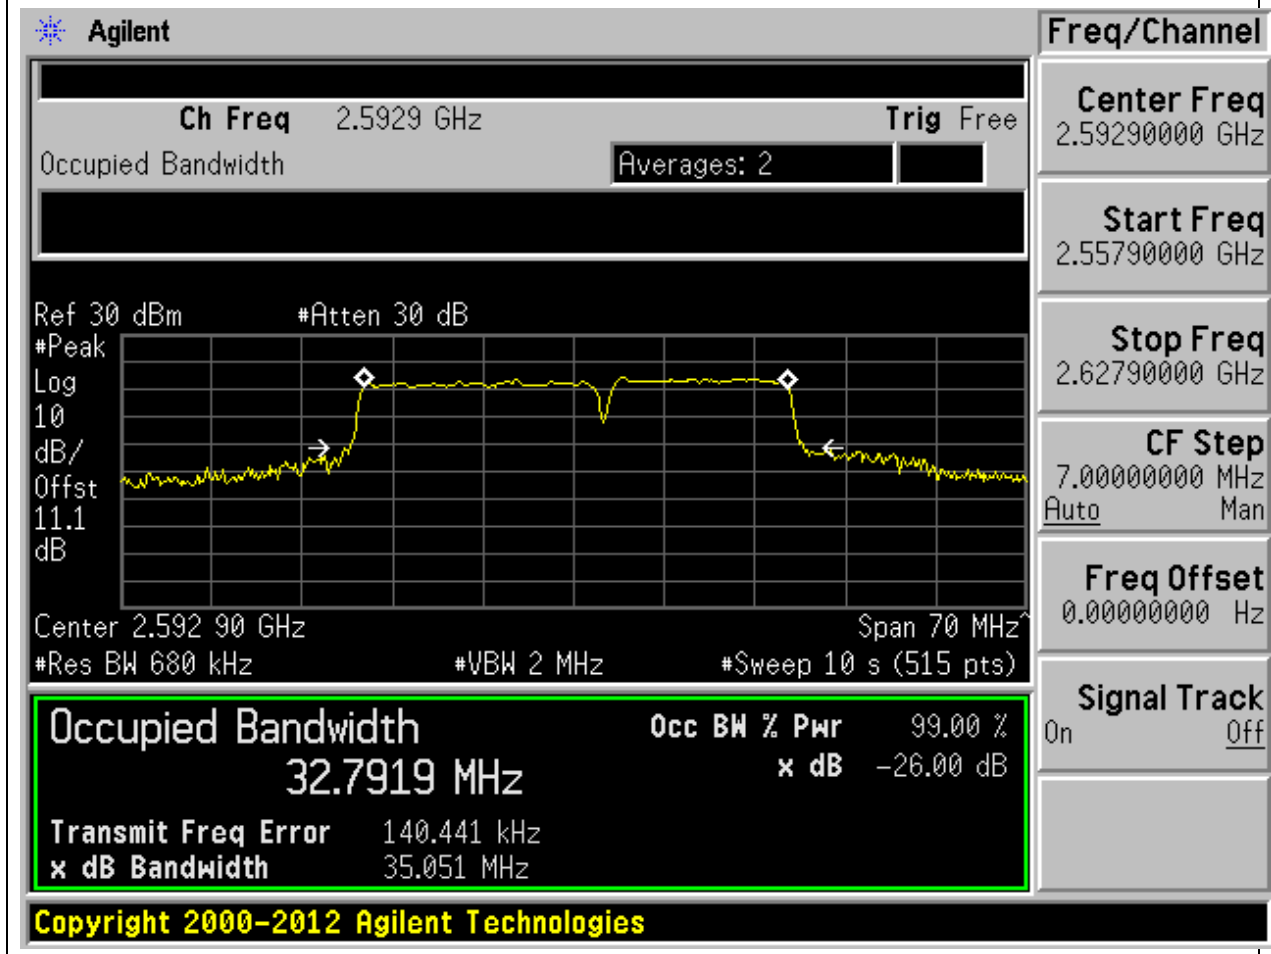 Agilent
Freq/Channel
Ch Freq 2.5929 GHz Trig Free
Occupied Bandwidth Averages: 2
Center Freq
2.59290000 GHz
Start Freq
2.55790000 GHz
Stop Freq
2.62790000 GHz
CF Step
7.00000000 MHz
Auto Man
Freq Offset
0.00000000 Hz
Signal Track
On Off
Ref 30 dBm #Atten 30 dB
#Peak
Log
10
dB/
Offst
11.1
dB
Center 2.592 90 GHz Span 70 MHz^
#Res BW 680 kHz #VBW 2 MHz #Sweep 10 s (515 pts)
Occupied Bandwidth Occ BW % Pwr 99.00 %
32.7919 MHz x dB -26.00 dB
Transmit Freq Error 140.441 kHz
x dB Bandwidth 35.051 MHz
Copyright 2000-2012 Agilent Technologies